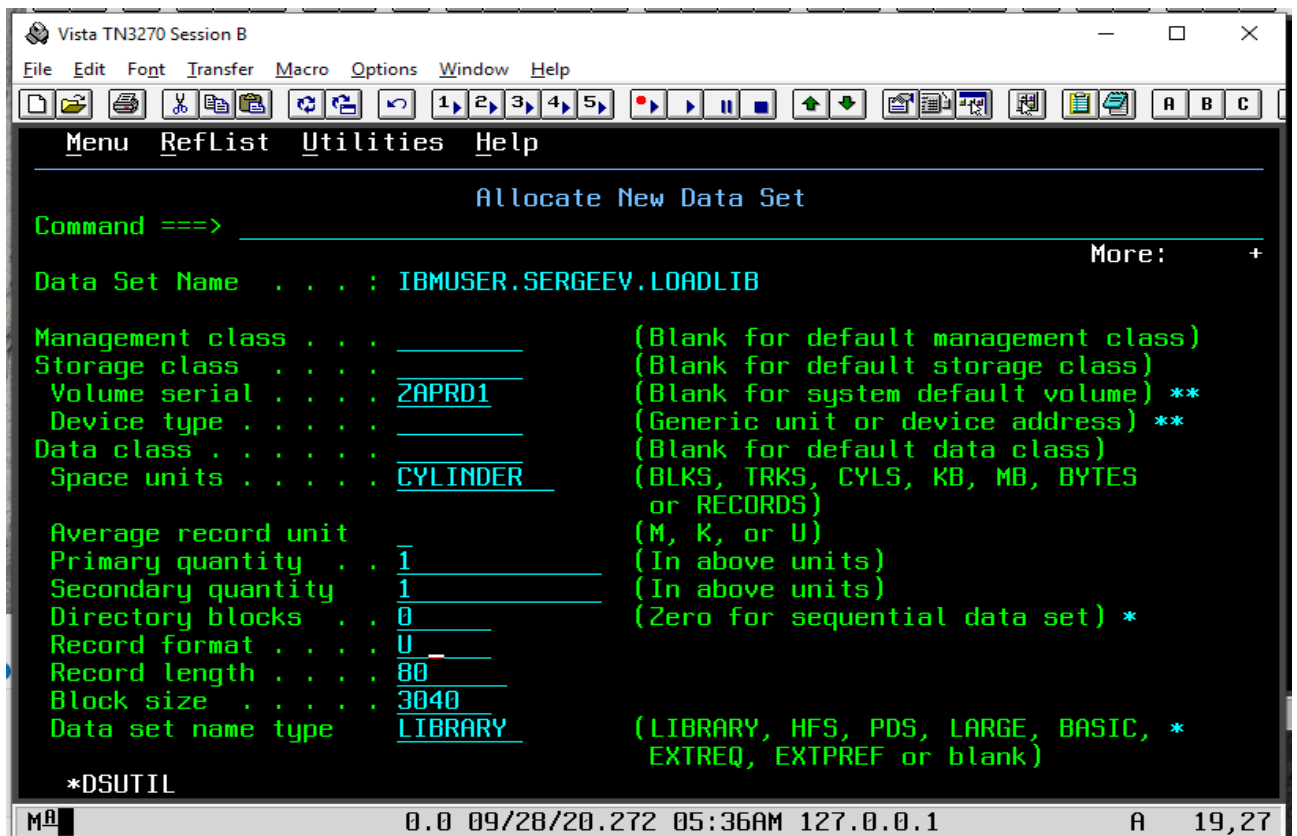 Vista TN3270 Session B
File Edit Font Transfer Macro Options Window Help
1 2 3 4 5 A B C
Menu RefList Utilities Help
Allocate New Data Set
Command ===>
More: +
Data Set Name . . . : IBMUSER.SERGEEV.LOADLIB
Management class . . . (Blank for default management class)
Storage class . . . . (Blank for default storage class)
Volume serial . . . . ZAPRD1 (Blank for system default volume) **
Device type . . . . . (Generic unit or device address) **
Data class . . . . . . (Blank for default data class)
Space units . . . . . CYLINDER (BLKS, TRKS, CYLS, KB, MB, BYTES
or RECORDS)
Average record unit _ (M, K, or U)
Primary quantity . . 1 (In above units)
Secondary quantity 1 (In above units)
Directory blocks . . 0 (Zero for sequential data set) *
Record format . . . . U
Record length . . . . 80
Block size . . . . . 3040
Data set name type LIBRARY (LIBRARY, HFS, PDS, LARGE, BASIC, *
EXTREQ, EXTPREF or blank)
*DSUTIL
MA 0.0 09/28/20.272 05:36AM 127.0.0.1 A 19,27